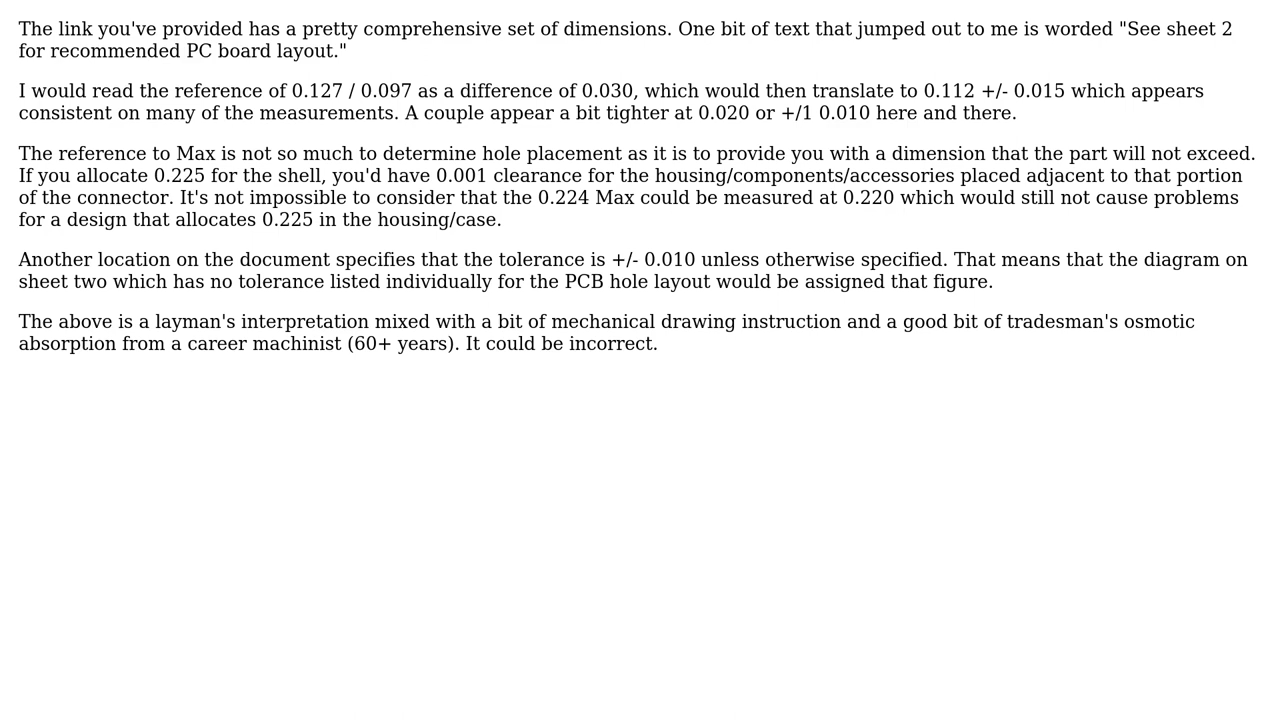 The link you've provided has a pretty comprehensive set of dimensions. One bit of text that jumped out to me is worded "See sheet 2
for recommended PC board layout."
I would read the reference of 0.127 / 0.097 as a difference of 0.030, which would then translate to 0.112 +/- 0.015 which appears
consistent on many of the measurements. A couple appear a bit tighter at 0.020 or +/1 0.010 here and there.
The reference to Max is not so much to determine hole placement as it is to provide you with a dimension that the part will not exceed.
If you allocate 0.225 for the shell, you'd have 0.001 clearance for the housing/components/accessories placed adjacent to that portion
of the connector. It's not impossible to consider that the 0.224 Max could be measured at 0.220 which would still not cause problems
for a design that allocates 0.225 in the housing/case.
Another location on the document specifies that the tolerance is +/- 0.010 unless otherwise specified. That means that the diagram on
sheet two which has no tolerance listed individually for the PCB hole layout would be assigned that figure.
The above is a layman's interpretation mixed with a bit of mechanical drawing instruction and a good bit of tradesman's osmotic
absorption from a career machinist (60+ years). It could be incorrect.